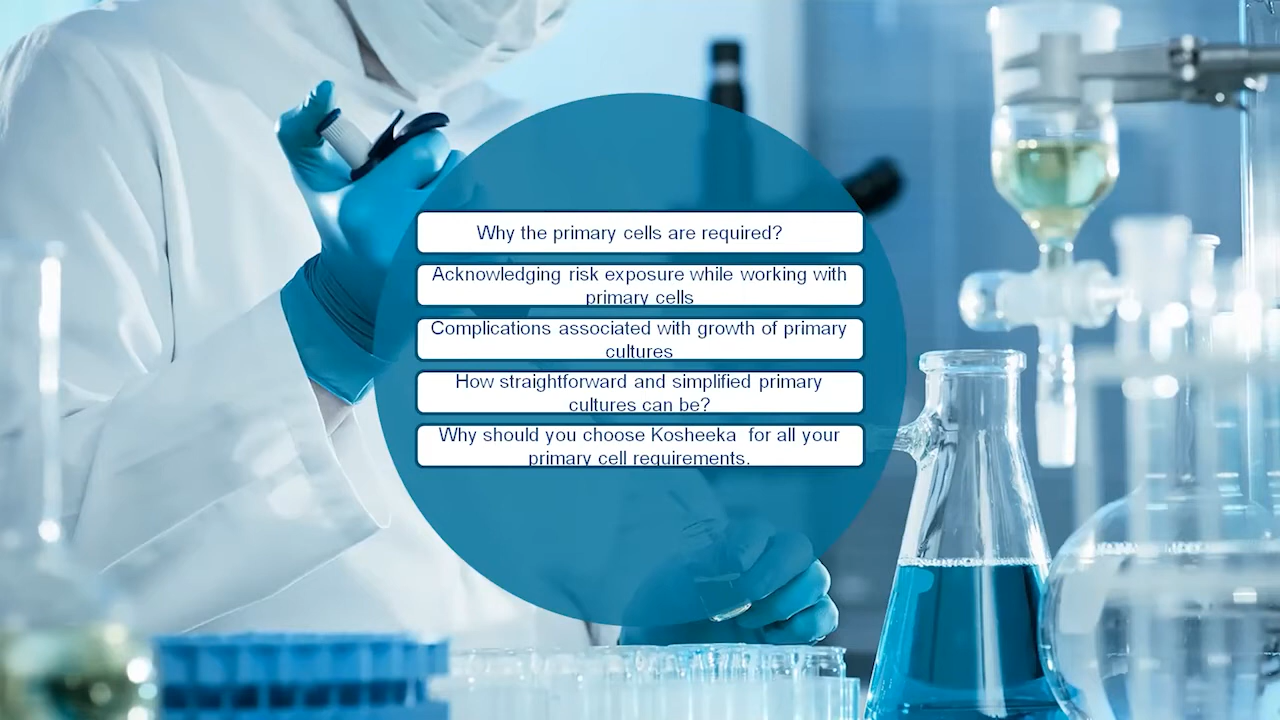 Why the primary cells are required?
Acknowledging risk exposure while working with
primary cells
Complications associated with growth of primary
cultures
How straightforward and simplified primary
cultures can be?
Why should you choose Kosheeka  for all your
primary cell requirements.